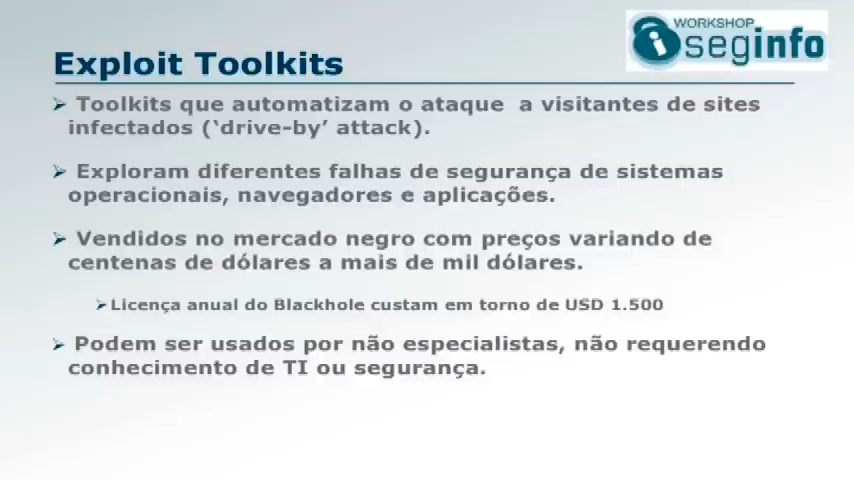 WORKSHOP
seginfo
Exploit Toolkits
Toolkits que automatizam o ataque a visitantes de sites
infectados (‘drive-by’ attack).
Exploram diferentes falhas de segurança de sistemas
operacionais, navegadores e aplicações.
Vendidos no mercado negro com preços variando de
centenas de dólares a mais de mil dólares.
Licença anual do Blackhole custam em torno de USD 1.500
Podem ser usados por não especialistas, não requerendo
conhecimento de TI ou segurança.